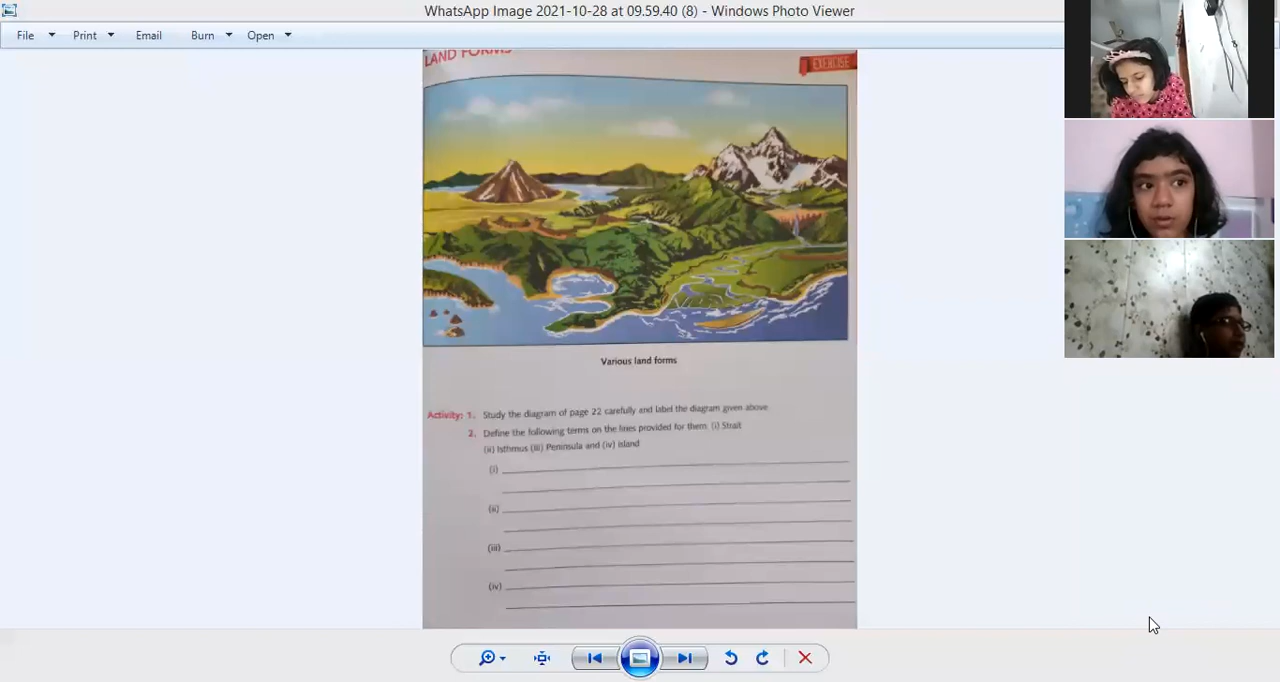 WhatsApp Image 2021-10-28 at 09.59.40 (8) - Windows Photo Viewer
File Print Email Burn Open
LAND FORMS
EXERCISE
Various land forms
Activity: 1. Study the diagram of page 22 carefully and label the diagram given above
2. Define the following terms on the lines provided for them. (i) Strait
(ii) Isthmus (iii) Peninsula and (iv) Island
(i)
(ii)
(iii)
(iv)